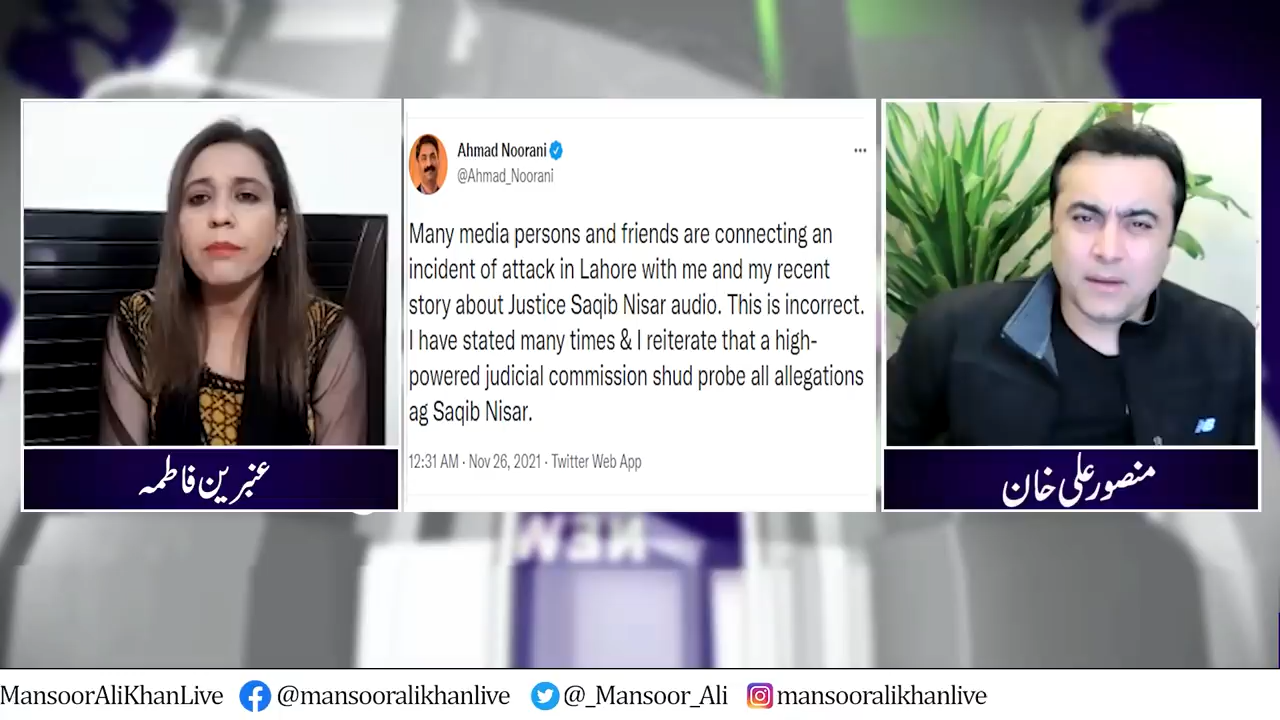 Ahmad Noorani
@Ahmad_Noorani
Many media persons and friends are connecting an
incident of attack in Lahore with me and my recent
story about Justice Saqib Nisar audio. This is incorrect.
I have stated many times & I reiterate that a high-
powered judicial commission shud probe all allegations
ag Saqib Nisar.
12:31 AM · Nov 26, 2021 · Twitter Web App
عنبرین فاطمہ
منصور علی خان
NB
NEW
MansoorAliKhanLive @mansooralikhanlive @_Mansoor_Ali mansooralikhanlive